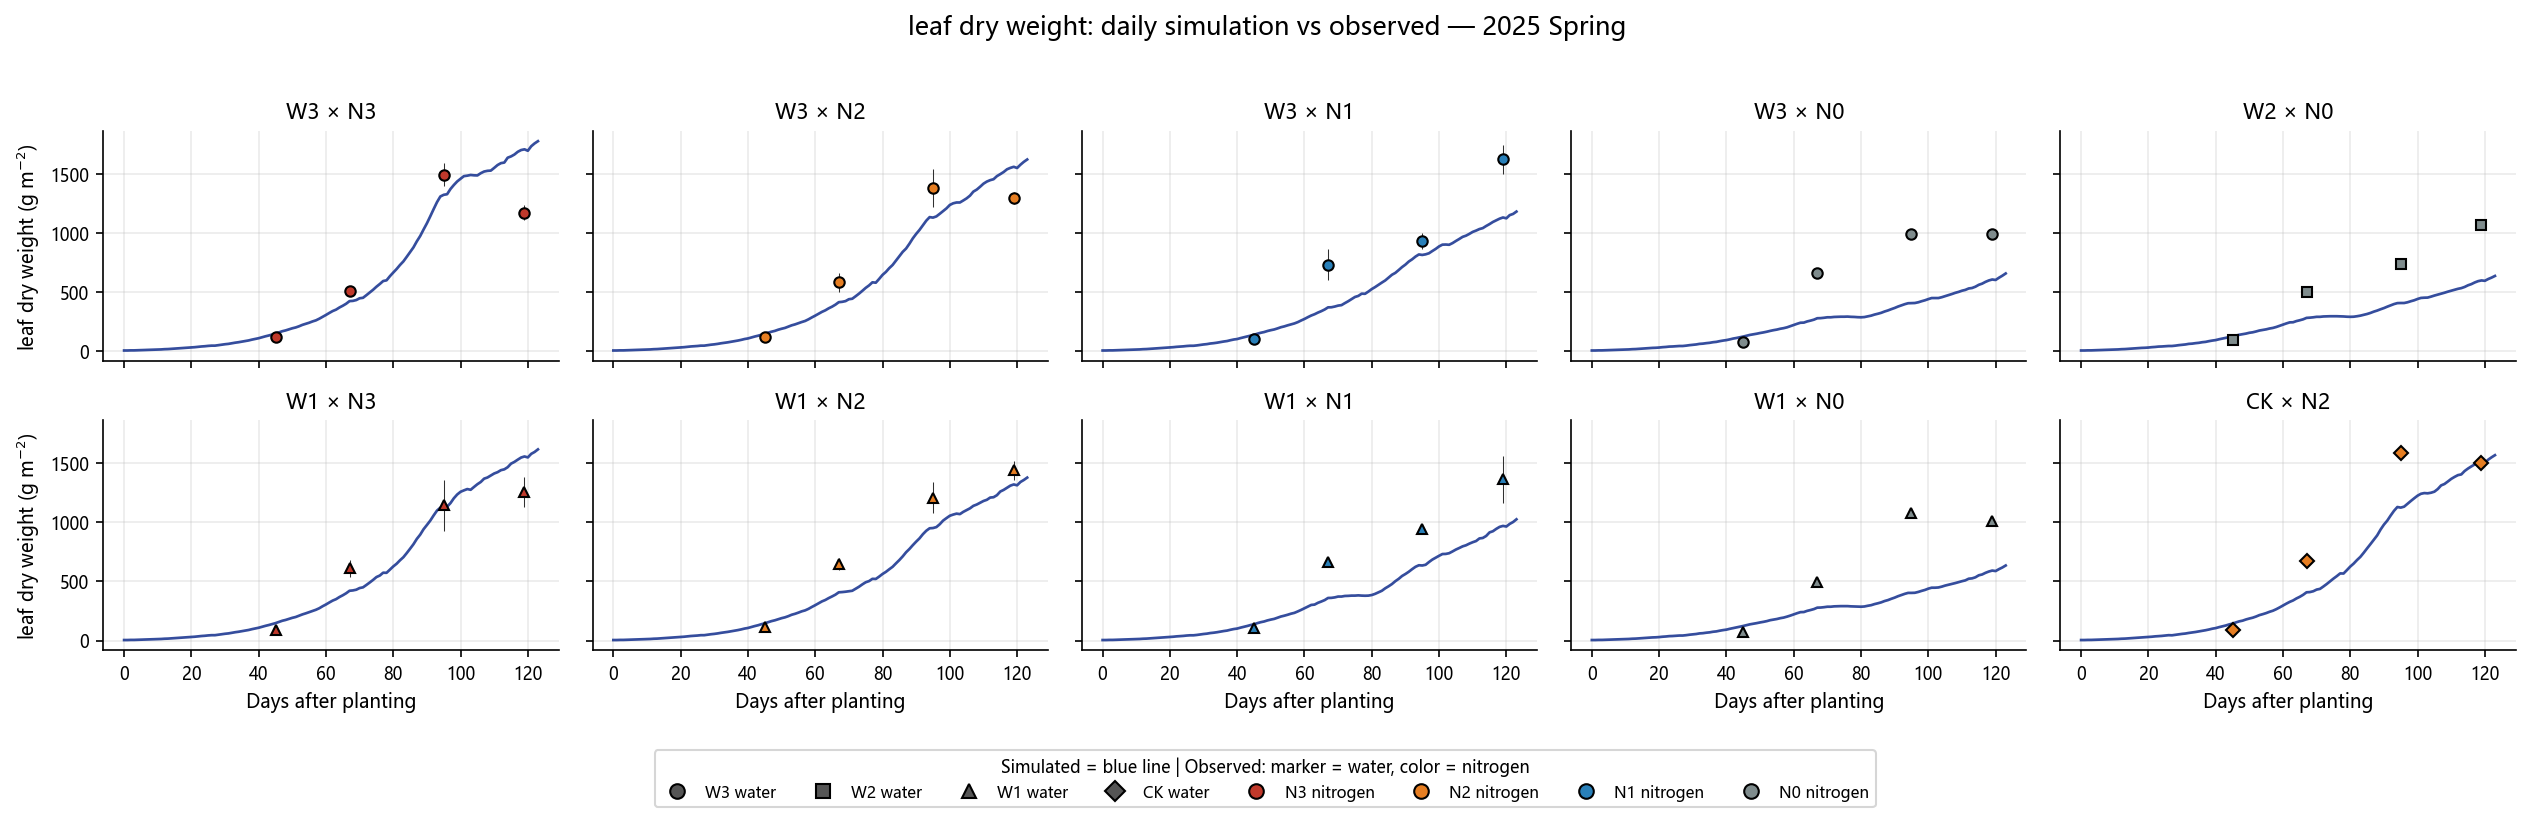 leaf dry weight: daily simulation vs observed — 2025 Spring
W3 × N3
W3 × N2
W3 × N1
W3 × N0
W2 × N0
leaf dry weight (g m⁻²)
1500
1000
500
0
W1 × N3
W1 × N2
W1 × N1
W1 × N0
CK × N2
leaf dry weight (g m⁻²)
1500
1000
500
0
0 20 40 60 80 100 120
0 20 40 60 80 100 120
0 20 40 60 80 100 120
0 20 40 60 80 100 120
0 20 40 60 80 100 120
Days after planting
Days after planting
Days after planting
Days after planting
Days after planting
Simulated = blue line | Observed: marker = water, color = nitrogen
W3 water W2 water W1 water CK water N3 nitrogen N2 nitrogen N1 nitrogen N0 nitrogen